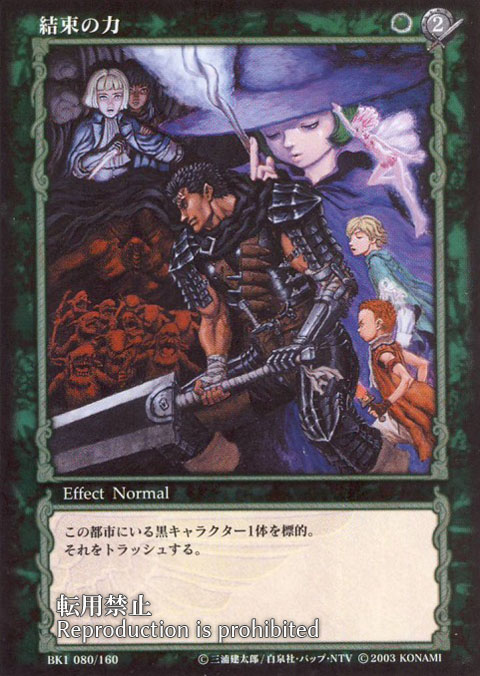 結束の力
2
Effect Normal
この都市にいる黒キャラクター1体を標的。
それをトラッシュする。
転用禁止
Reproduction is prohibited
BK1 080/160
©三浦建太郎/白泉社・バップ・NTV ©2003 KONAMI